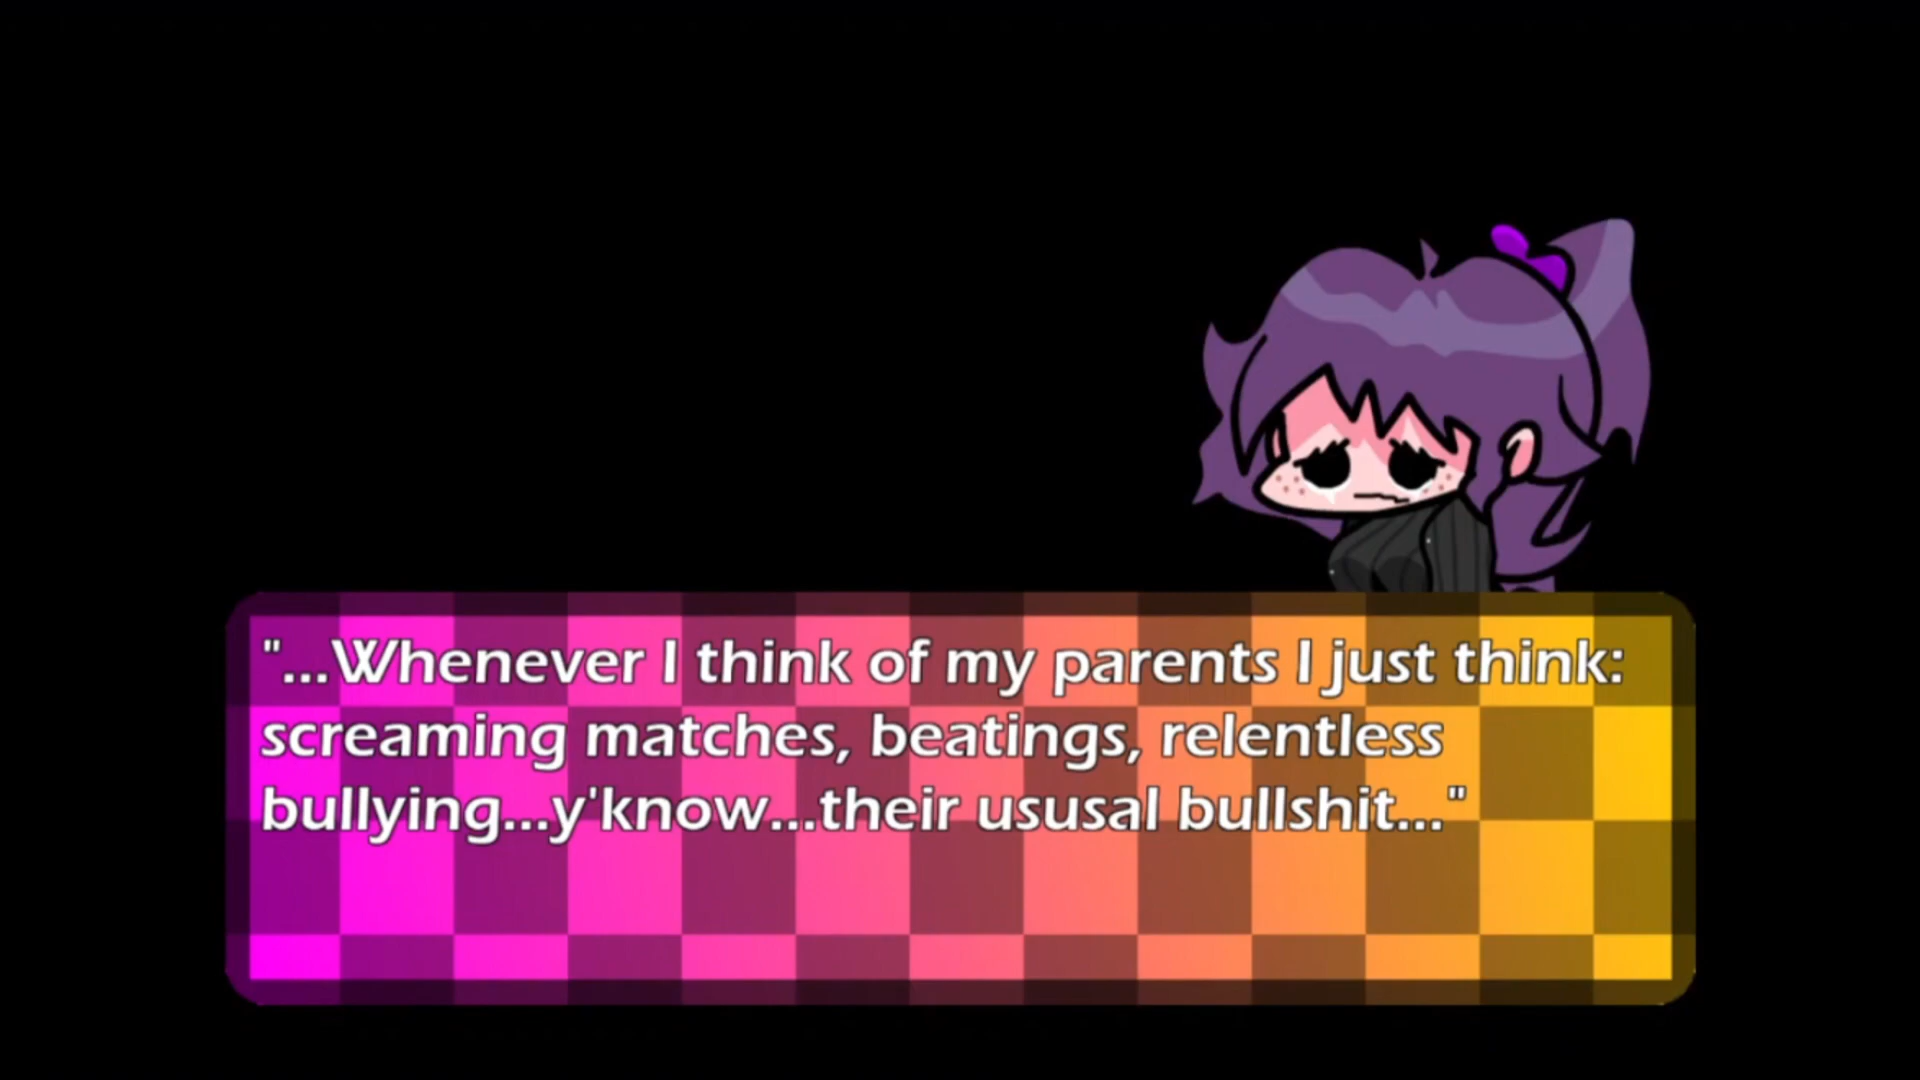 "...Whenever I think of my parents I just think:
screaming matches, beatings, relentless
bullying...y'know...their ususal bullshit..."